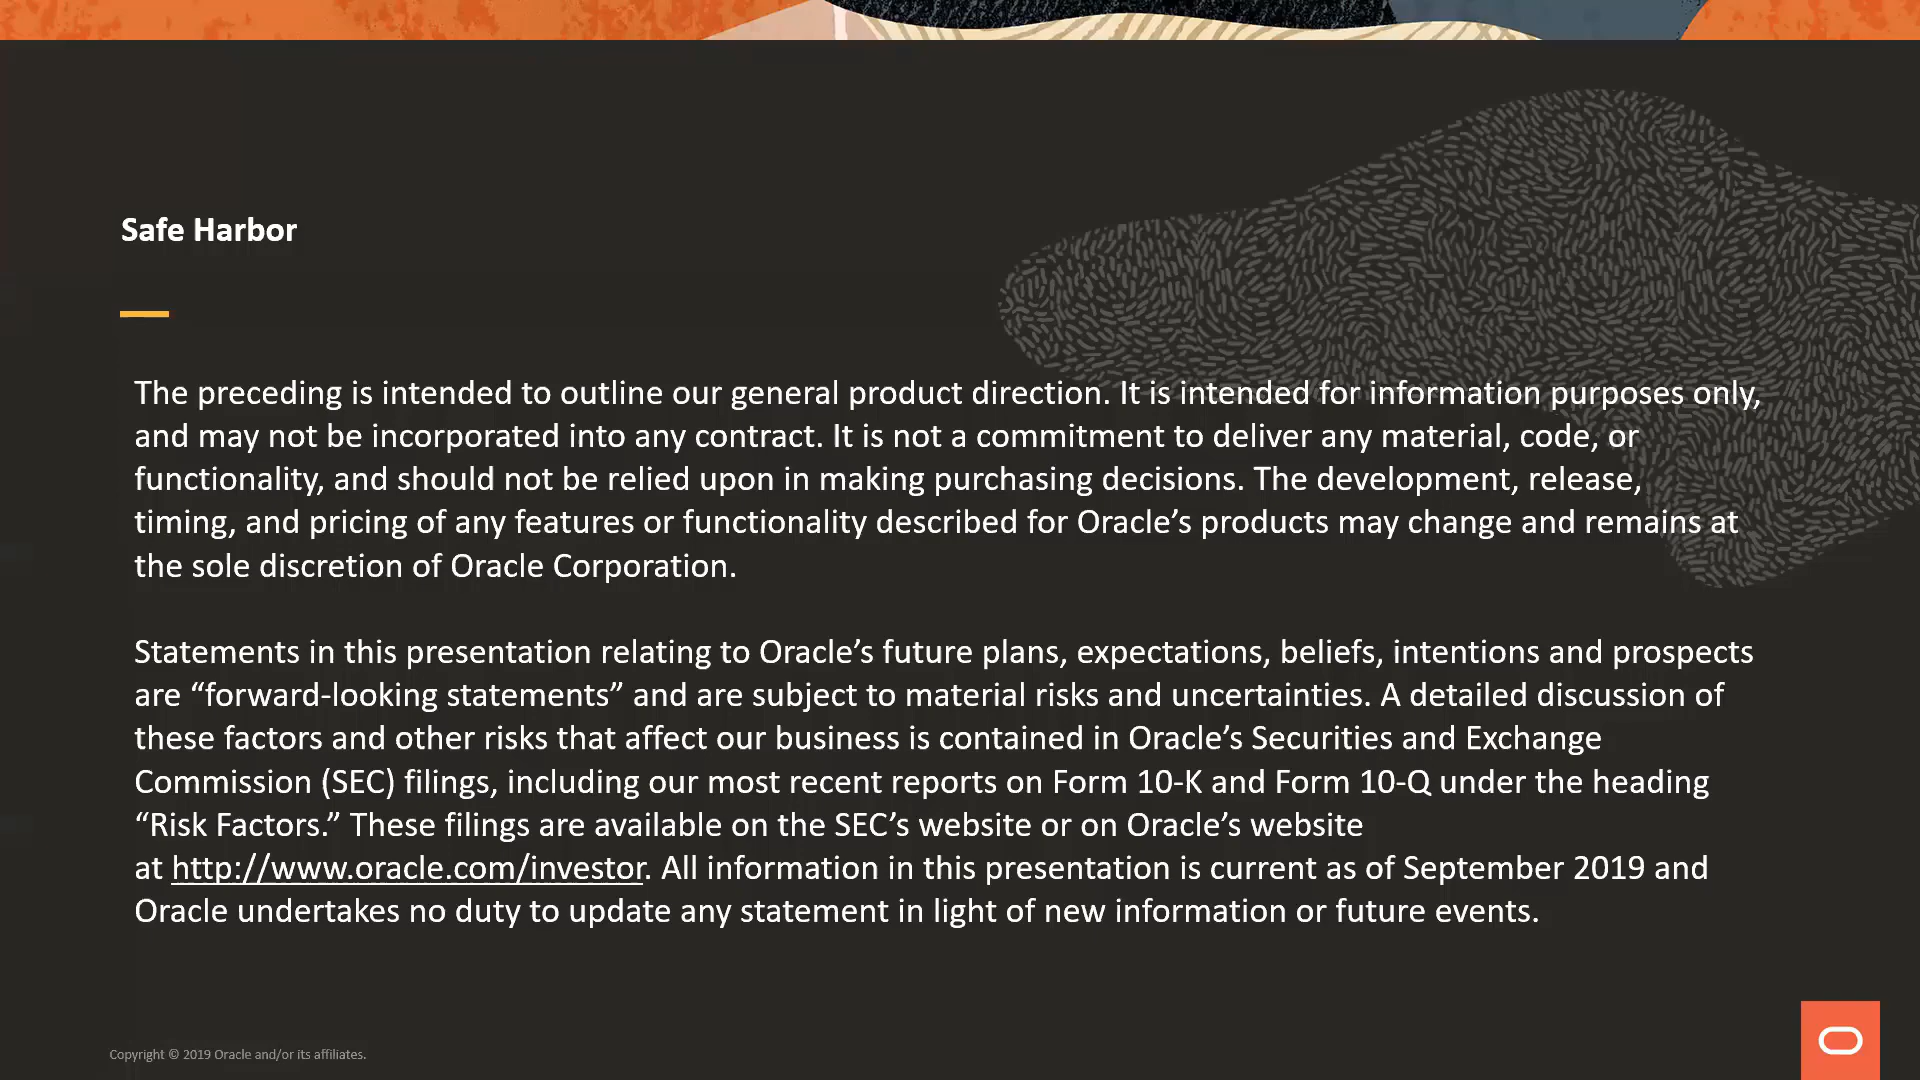 Safe Harbor
The preceding is intended to outline our general product direction. It is intended for information purposes only,
and may not be incorporated into any contract. It is not a commitment to deliver any material, code, or
functionality, and should not be relied upon in making purchasing decisions. The development, release,
timing, and pricing of any features or functionality described for Oracle’s products may change and remains at
the sole discretion of Oracle Corporation.
Statements in this presentation relating to Oracle’s future plans, expectations, beliefs, intentions and prospects
are “forward-looking statements” and are subject to material risks and uncertainties. A detailed discussion of
these factors and other risks that affect our business is contained in Oracle’s Securities and Exchange
Commission (SEC) filings, including our most recent reports on Form 10-K and Form 10-Q under the heading
“Risk Factors.” These filings are available on the SEC’s website or on Oracle’s website
at http://www.oracle.com/investor. All information in this presentation is current as of September 2019 and
Oracle undertakes no duty to update any statement in light of new information or future events.
Copyright © 2019 Oracle and/or its affiliates.